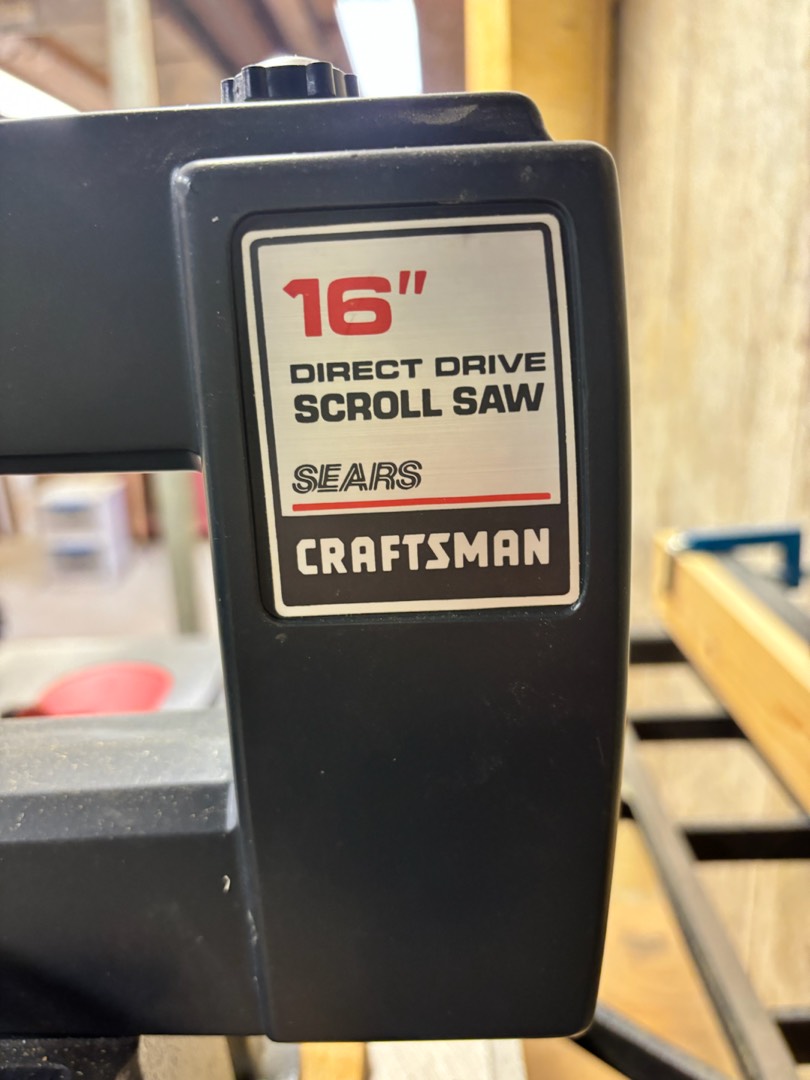 16"
DIRECT DRIVE
SCROLL SAW
SEARS
CRAFTSMAN